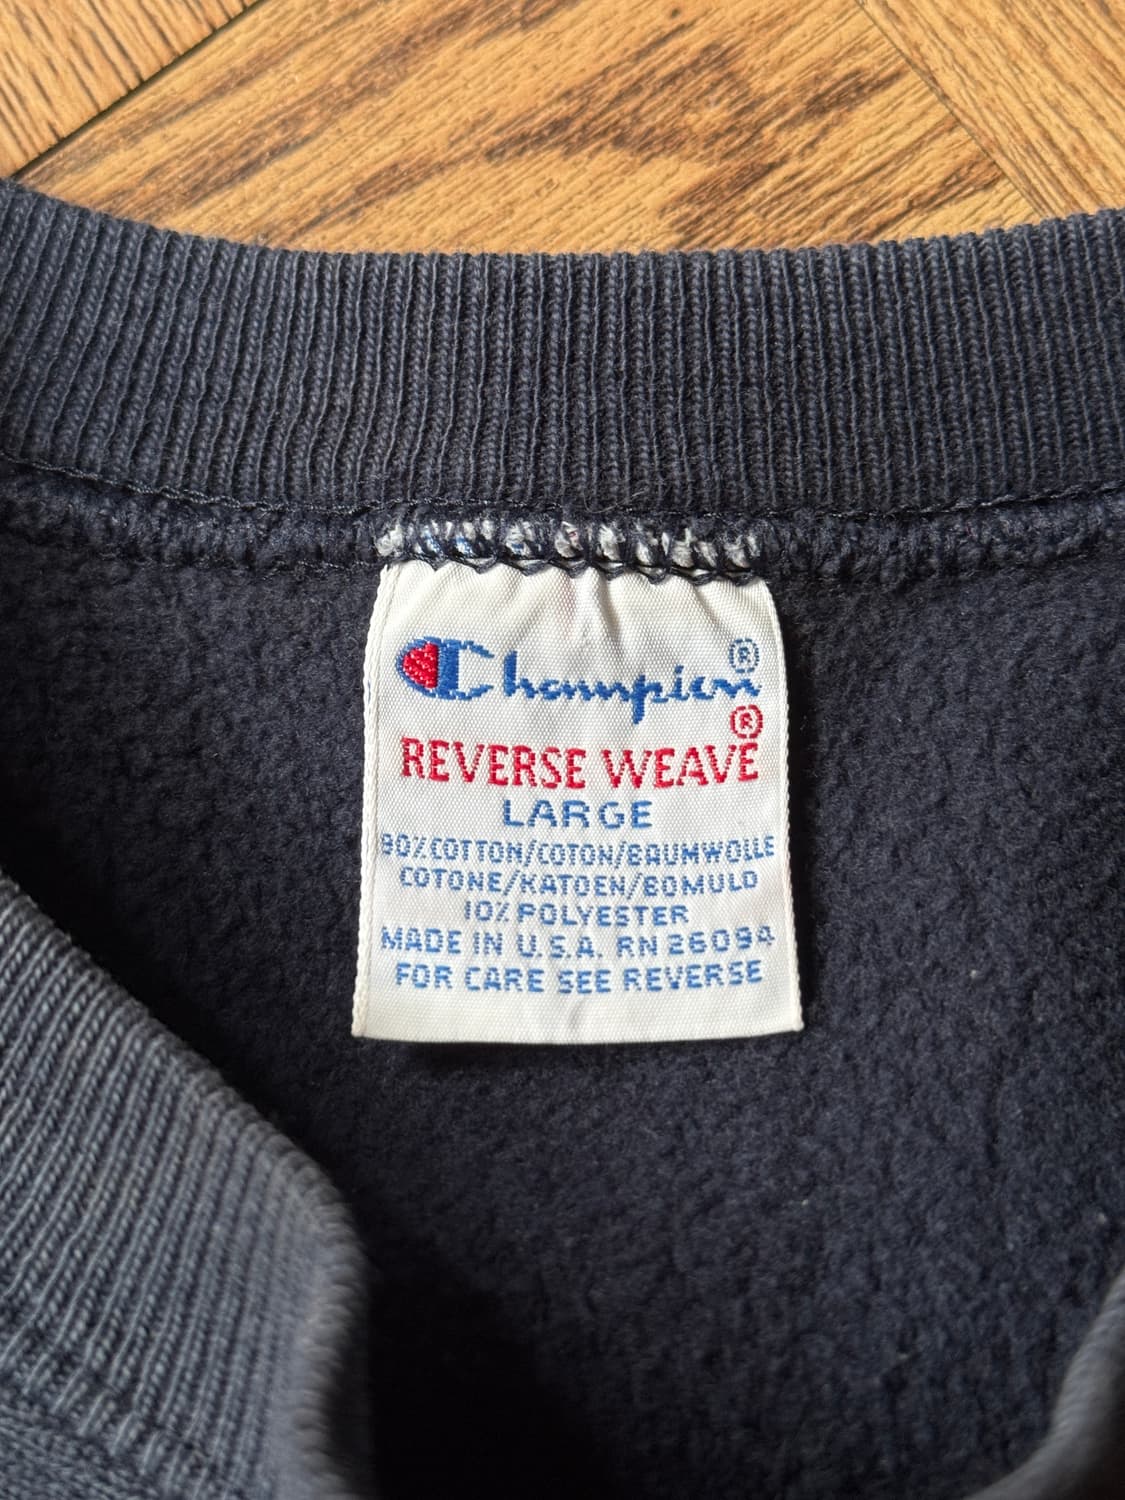 Champion®
REVERSE WEAVE®
LARGE
90% COTTON/COTON/BAUMWOLLE
COTONE/KATOEN/BOMULD
10% POLYESTER
MADE IN U.S.A. RN 26094
FOR CARE SEE REVERSE